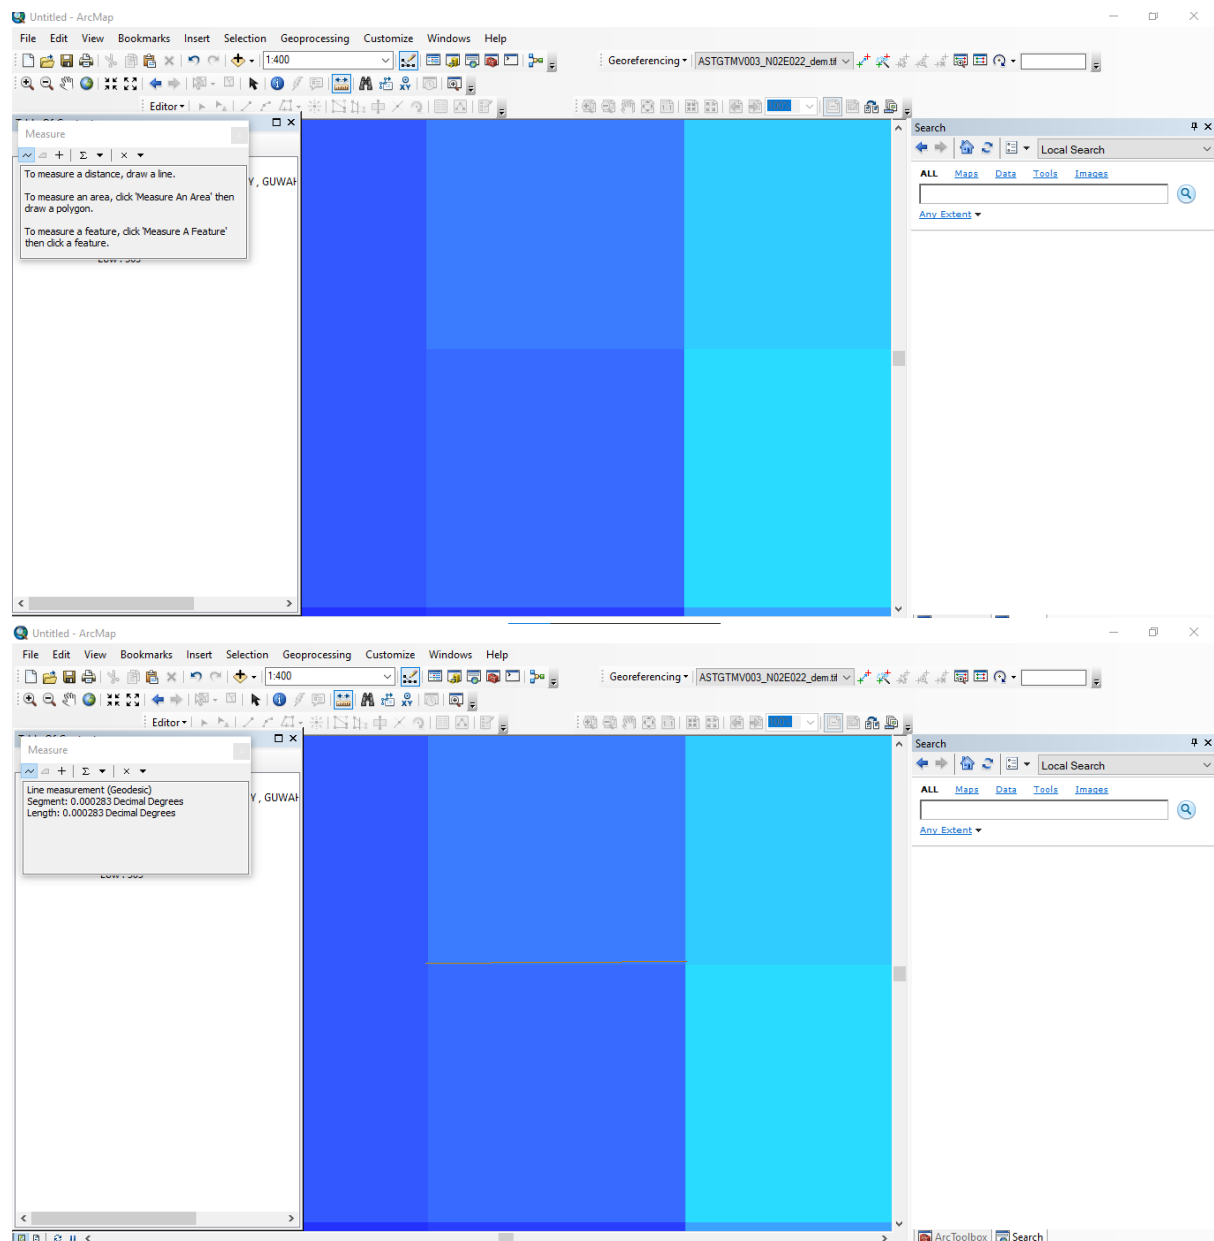 Untitled - ArcMap
File Edit View Bookmarks Insert Selection Geoprocessing Customize Windows Help
1:400
Georeferencing
ASTGTMV003_N02E022_dem.tif
Editor
Measure
To measure a distance, draw a line.
To measure an area, click 'Measure An Area' then
draw a polygon.
To measure a feature, click 'Measure A Feature'
then click a feature.
Y , GUWAH
Search
Local Search
ALL Maps Data Tools Images
Any Extent
Untitled - ArcMap
File Edit View Bookmarks Insert Selection Geoprocessing Customize Windows Help
1:400
Georeferencing
ASTGTMV003_N02E022_dem.tif
Editor
Measure
Line measurement (Geodesic)
Segment: 0.000283 Decimal Degrees
Length: 0.000283 Decimal Degrees
Y , GUWAH
Search
Local Search
ALL Maps Data Tools Images
Any Extent
ArcToolbox Search